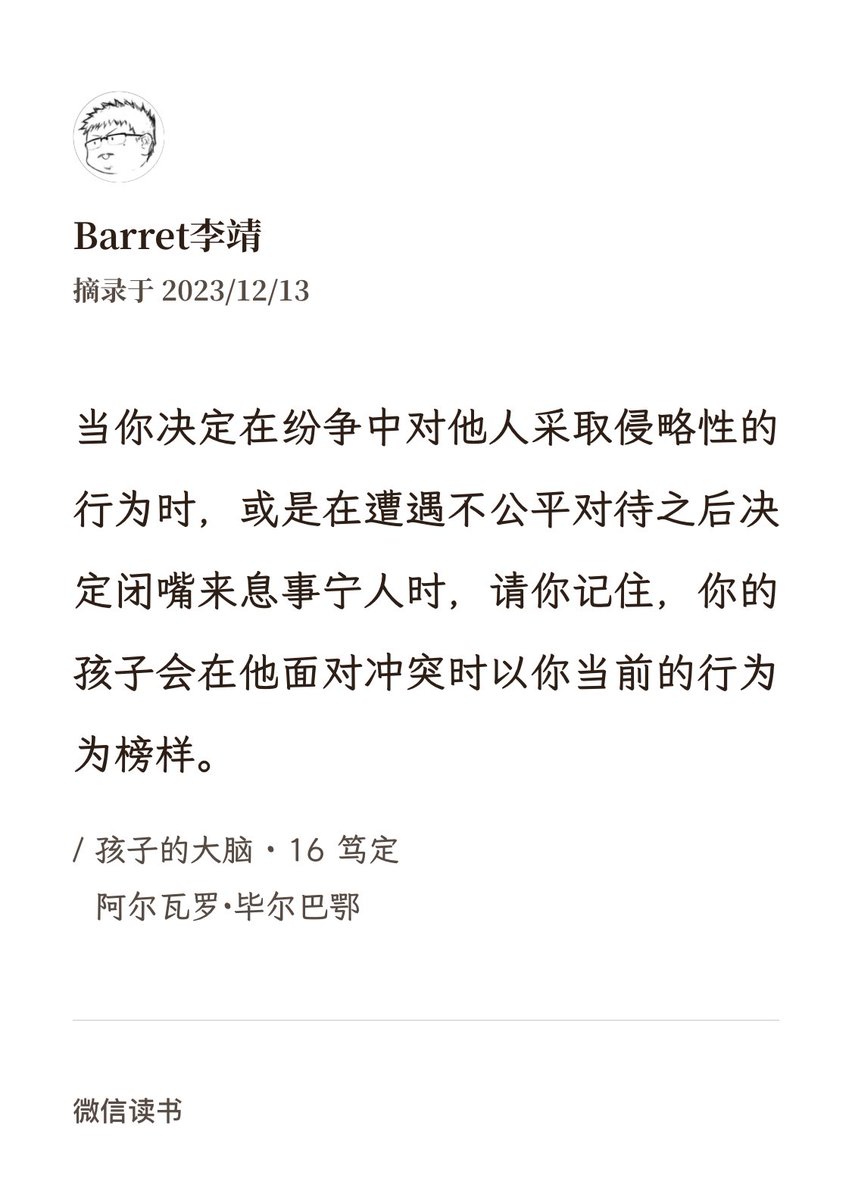 Barret李靖
摘录于 2023/12/13
当你决定在纷争中对他人采取侵略性的
行为时，或是在遭遇不公平对待之后决
定闭嘴来息事宁人时，请你记住，你的
孩子会在他面对冲突时以你当前的行为
为榜样。
/ 孩子的大脑·16 笃定
阿尔瓦罗·毕尔巴鄂
微信读书